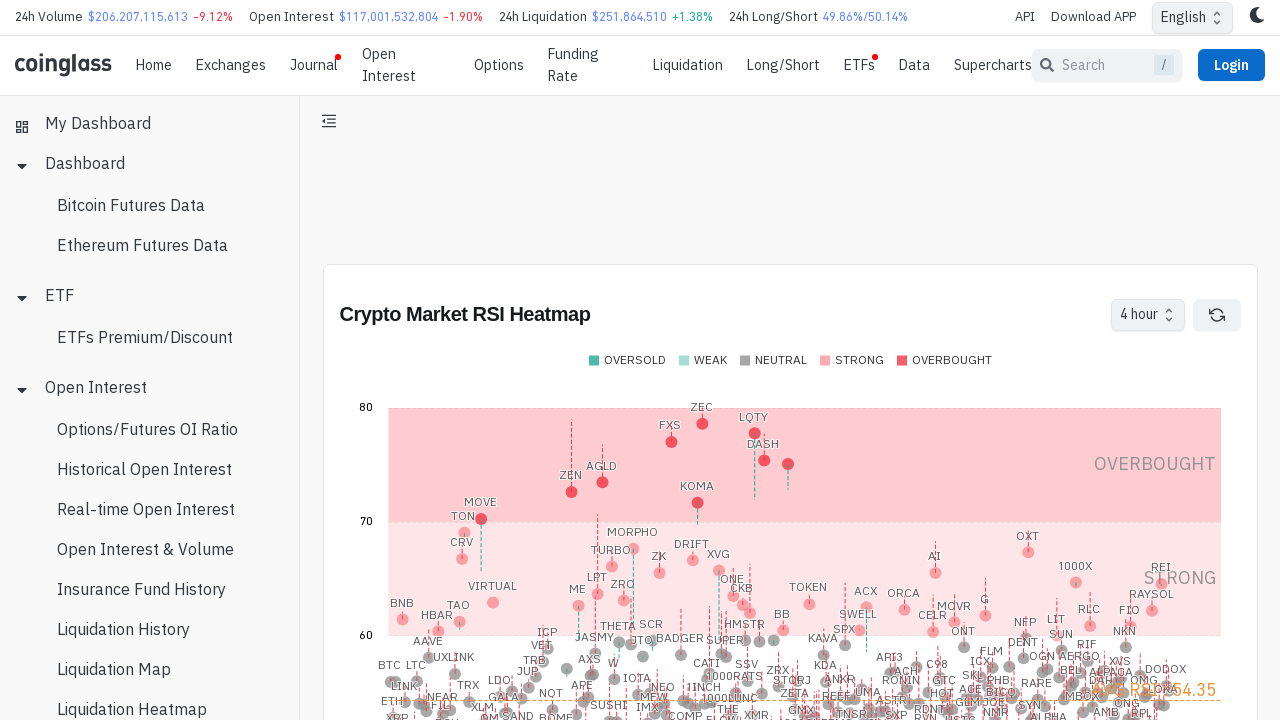 24h Volume $206,207,115,613 -9.12% Open Interest $117,001,532,804 -1.90% 24h Liquidation $251,864,510 +1.38% 24h Long/Short 49.86%/50.14% API Download APP English
coinglass Home Exchanges Journal Open Interest Options Funding Rate Liquidation Long/Short ETFs Data Supercharts Search / Login
My Dashboard
Dashboard
Bitcoin Futures Data
Ethereum Futures Data
ETF
ETFs Premium/Discount
Open Interest
Options/Futures OI Ratio
Historical Open Interest
Real-time Open Interest
Open Interest & Volume
Insurance Fund History
Liquidation History
Liquidation Map
Liquidation Heatmap
Crypto Market RSI Heatmap 4 hour
OVERSOLD WEAK NEUTRAL STRONG OVERBOUGHT
80 ZEC
LQTY
FXS
DASH
OVERBOUGHT
AGLD
ZEN
KOMA
MOVE
70 TON
MORPHO OXT
CRV DRIFT
TURBO ZK XVG AI
1000X REI
LPT ONE STRONG
VIRTUAL ME ZRO CKB TOKEN ACX ORCA RAYSOL
BNB TAO G
HBAR BB SWELL CELR MOVR RLC FIO
LIT
THETA SCR HMSTR SPX ONT NFP NKN
60 ICP JASMY JTO BADGER SUPER KAVA SUN
AAVE VET DENT RIF
UXLINK TRB AXS W CATI SSV API3 FLM OGN AERGO
BTC LTC JUP ZRX KDA C98 ICX XVS DODOX
LINK TRX LDO IOTA 1000RATS STORJ ANKR RONIN GTC SKL PHB RARE BEL ALPACA
NEAR GALA NOT APE NEO 1INCH ZETA UMA HOT ACE MBOX
ETH FIL XLM SUSHI MEW IMX 1000LUNC GMX ASTR RDNT JOE SYN ONG
XRP OM SAND BOME COMP THE XMR SXP NMR ALPHA AMB
54.35